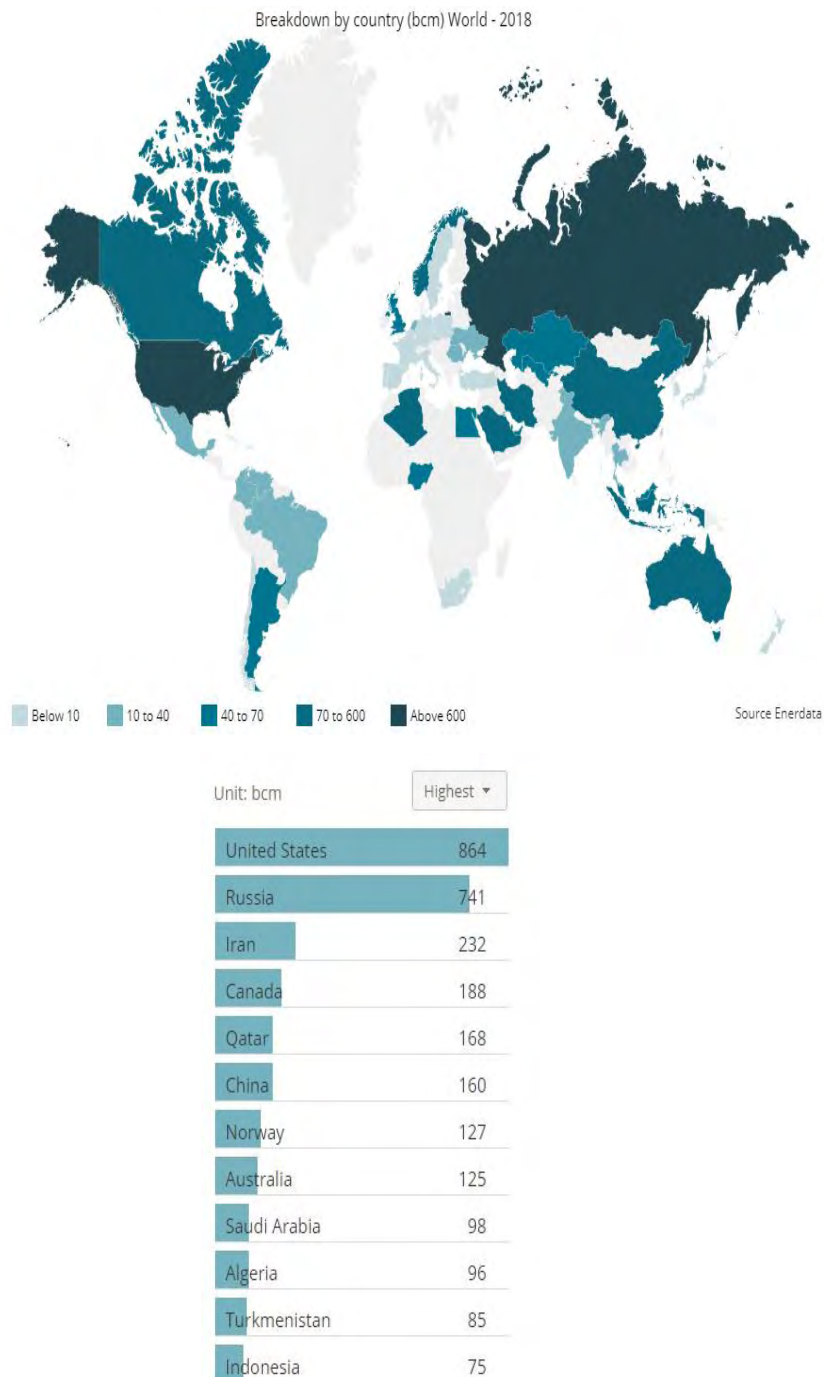 Breakdown by country (bcm) World - 2018
Below 10 10 to 40 40 to 70 70 to 600 Above 600 Source Enerdata
Unit: bcm Highest
United States 864
Russia 741
Iran 232
Canada 188
Qatar 168
China 160
Norway 127
Australia 125
Saudi Arabia 98
Algeria 96
Turkmenistan 85
Indonesia 75